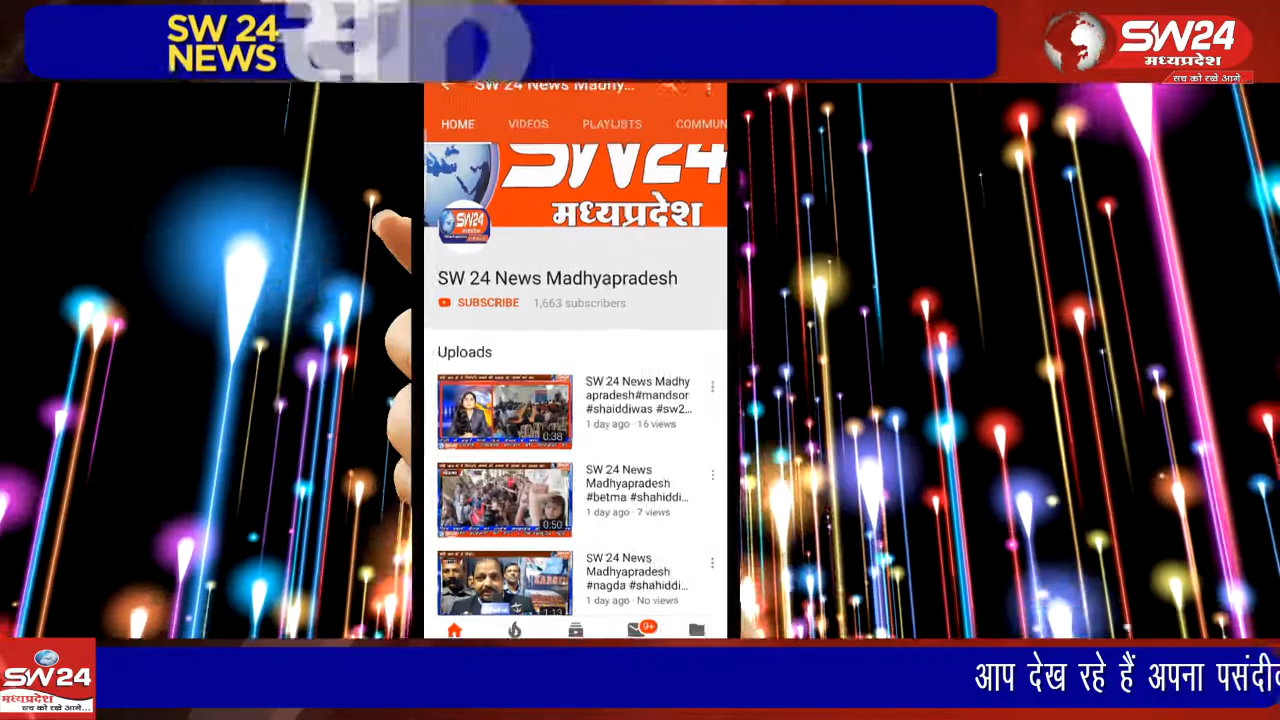 SW 24
NEWS
SW24
मध्यप्रदेश
सच को रखे आगे...
SW 24 News Madhy...
HOME VIDEOS PLAYLISTS COMMUN
SW24
मध्यप्रदेश
SW24
SW 24 News Madhyapradesh
SUBSCRIBE 1,663 subscribers
Uploads
SW 24 News Madhy
apradesh#mandsor
#shaiddiwas #sw2...
1 day ago · 16 views
0:38
SW 24 News
Madhyapradesh
#betma #shahiddi...
1 day ago · 7 views
0:50
SW 24 News
Madhyapradesh
#nagda #shahiddi...
1 day ago · No views
1:13
9+
SW24
मध्यप्रदेश
सच को रखे आगे...
आप देख रहे हैं अपना